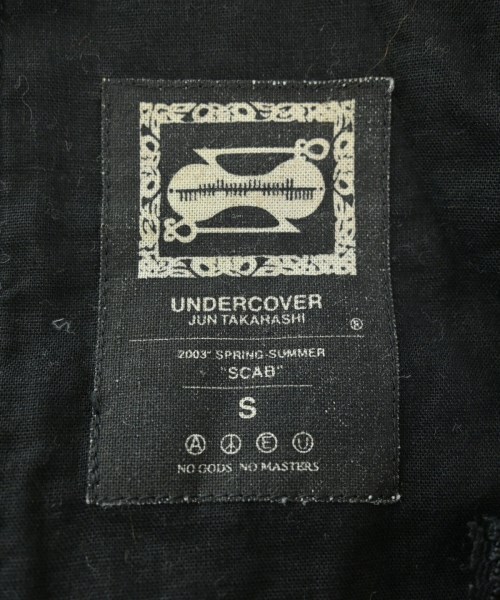 UNDERCOVER
JUN TAKAHASHI
®
2003" SPRING-SUMMER
"SCAB"
S
A E U
NO GODS NO MASTERS